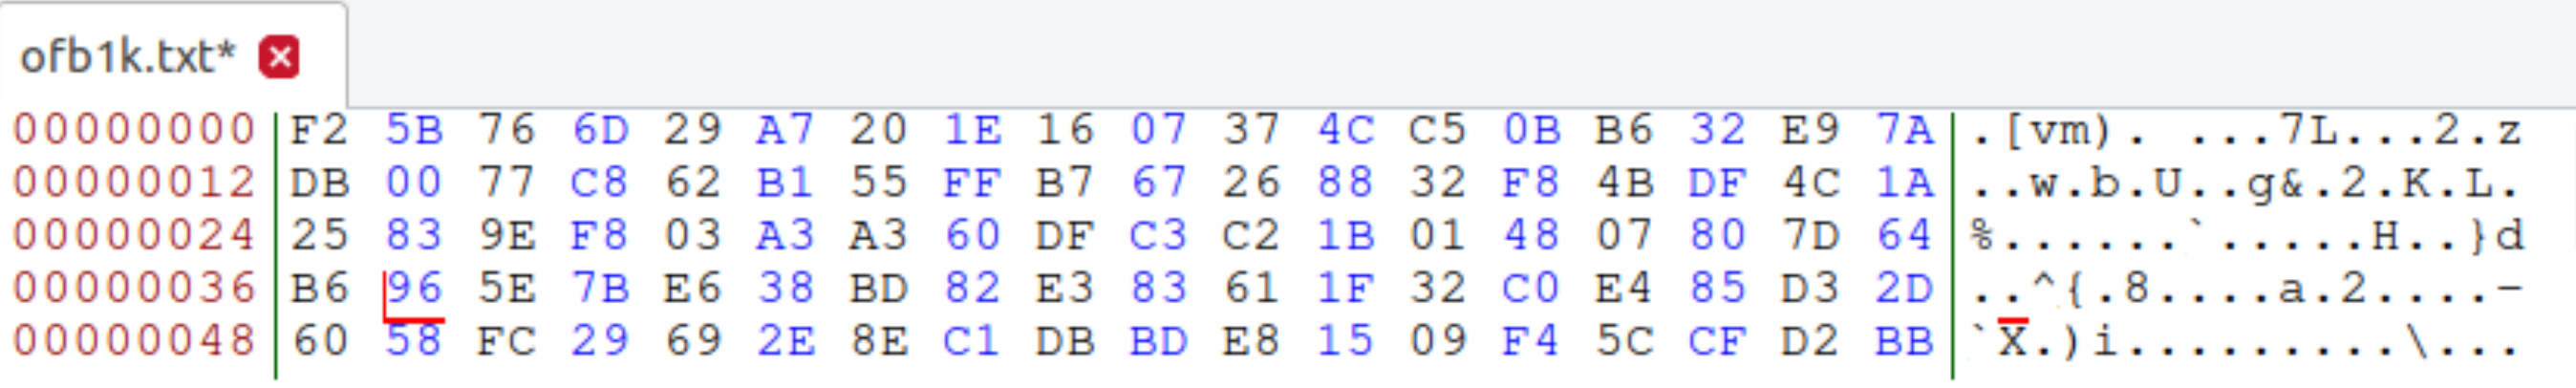 ofb1k.txt*
00000000 F2 5B 76 6D 29 A7 20 1E 16 07 37 4C C5 0B B6 32 E9 7A .[vm). ...7L...2.z
00000012 DB 00 77 C8 62 B1 55 FF B7 67 26 88 32 F8 4B DF 4C 1A ..w.b.U..g&.2.K.L.
00000024 25 83 9E F8 03 A3 A3 60 DF C3 C2 1B 01 48 07 80 7D 64 %......`.....H..}d
00000036 B6 96 5E 7B E6 38 BD 82 E3 83 61 1F 32 C0 E4 85 D3 2D ..^{.8....a.2....-
00000048 60 58 FC 29 69 2E 8E C1 DB BD E8 15 09 F4 5C CF D2 BB `X.)i.........\...